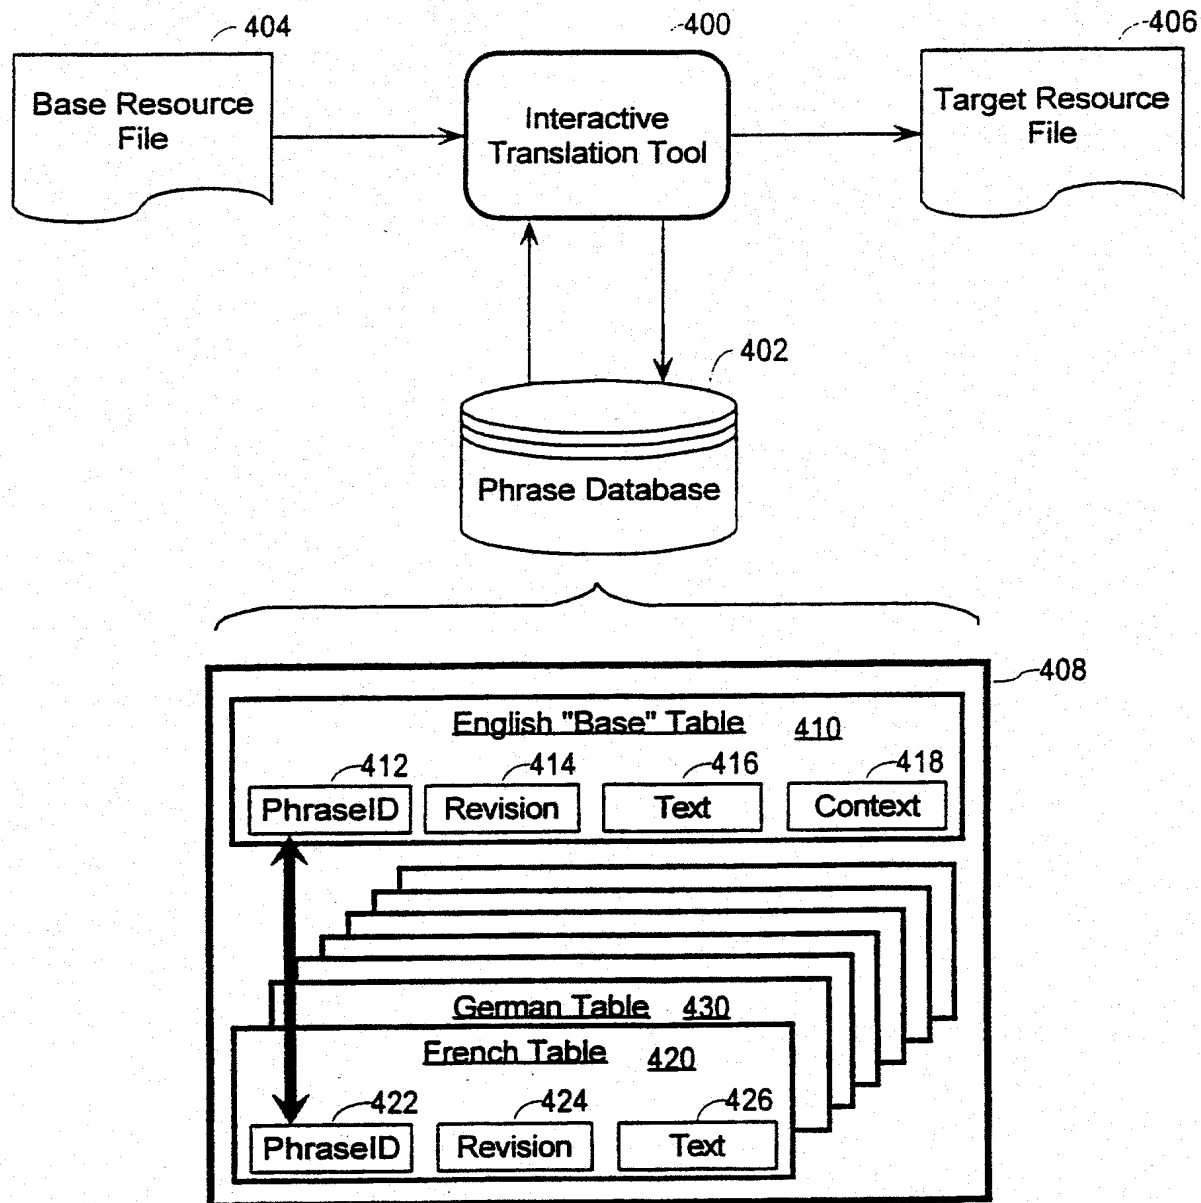 404
400
406
Base Resource
File
Interactive
Translation Tool
Target Resource
File
402
Phrase Database
408
English "Base" Table 410
412 414 416 418
PhraseID Revision Text Context
German Table 430
French Table 420
422 424 426
PhraseID Revision Text